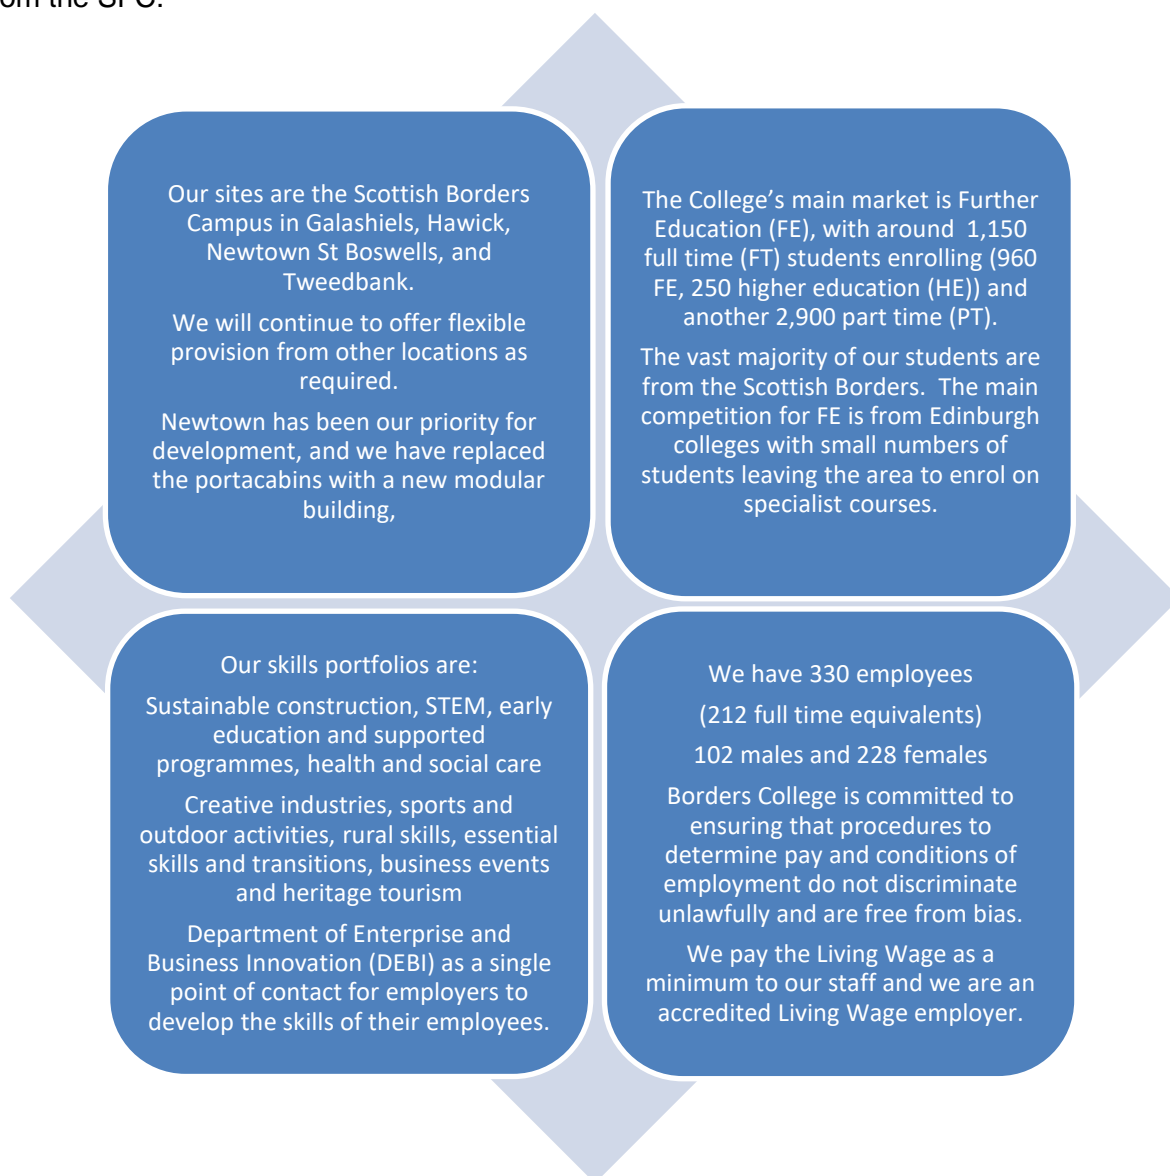 om the SFC.
Our sites are the Scottish Borders
Campus in Galashiels, Hawick,
Newtown St Boswells, and
Tweedbank.
We will continue to offer flexible
provision from other locations as
required.
Newtown has been our priority for
development, and we have replaced
the portacabins with a new modular
building,
The College’s main market is Further
Education (FE), with around  1,150
full time (FT) students enrolling (960
FE, 250 higher education (HE)) and
another 2,900 part time (PT).
The vast majority of our students are
from the Scottish Borders.  The main
competition for FE is from Edinburgh
colleges with small numbers of
students leaving the area to enrol on
specialist courses.
Our skills portfolios are:
Sustainable construction, STEM, early
education and supported
programmes, health and social care
Creative industries, sports and
outdoor activities, rural skills, essential
skills and transitions, business events
and heritage tourism
Department of Enterprise and
Business Innovation (DEBI) as a single
point of contact for employers to
develop the skills of their employees.
We have 330 employees
(212 full time equivalents)
102 males and 228 females
Borders College is committed to
ensuring that procedures to
determine pay and conditions of
employment do not discriminate
unlawfully and are free from bias.
We pay the Living Wage as a
minimum to our staff and we are an
accredited Living Wage employer.